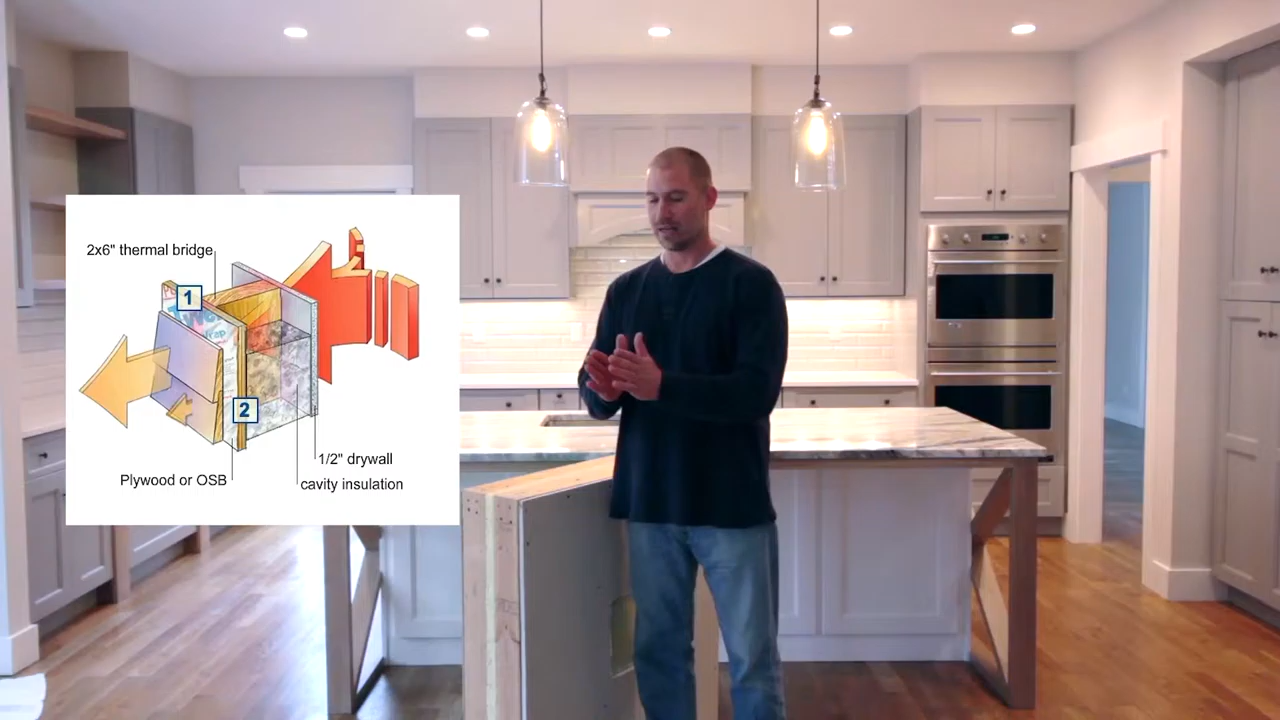 2x6" thermal bridge
1
2
1/2" drywall
Plywood or OSB
cavity insulation